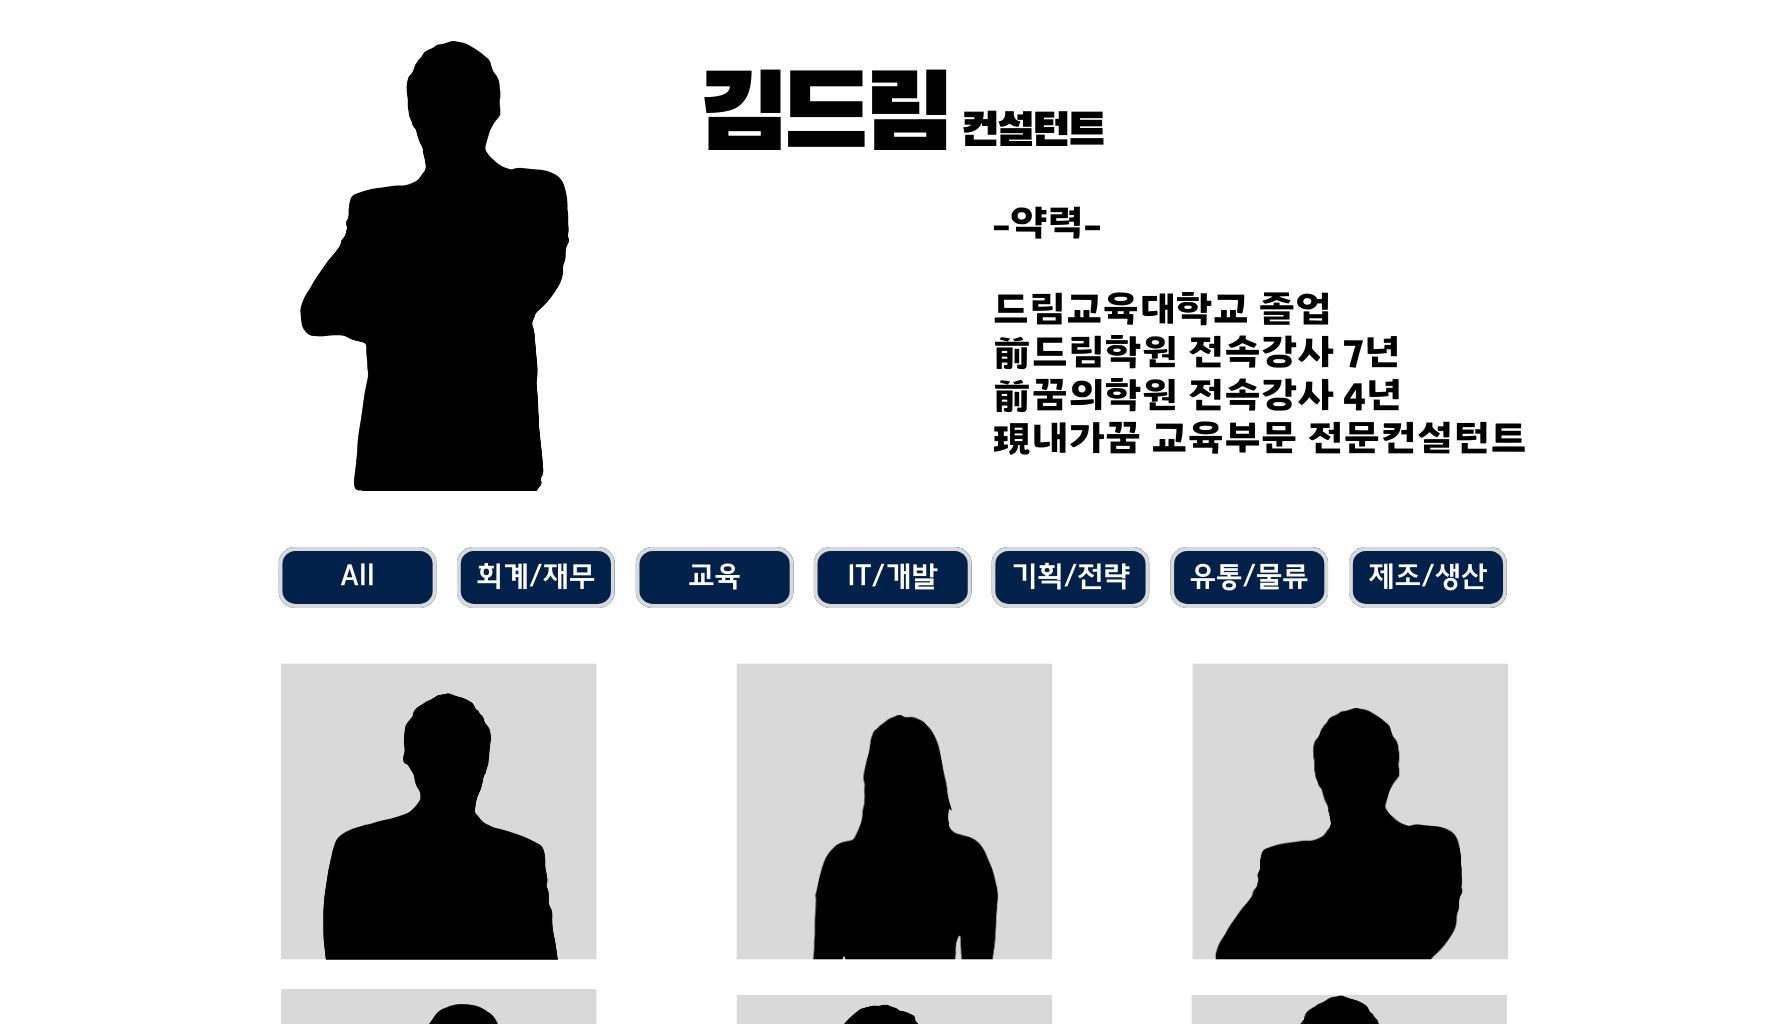 김드림 컨설턴트
-약력-
드림교육대학교 졸업
前드림학원 전속강사 7년
前꿈의학원 전속강사 4년
現내가꿈 교육부문 전문컨설턴트
All
회계/재무
교육
IT/개발
기획/전략
유통/물류
제조/생산